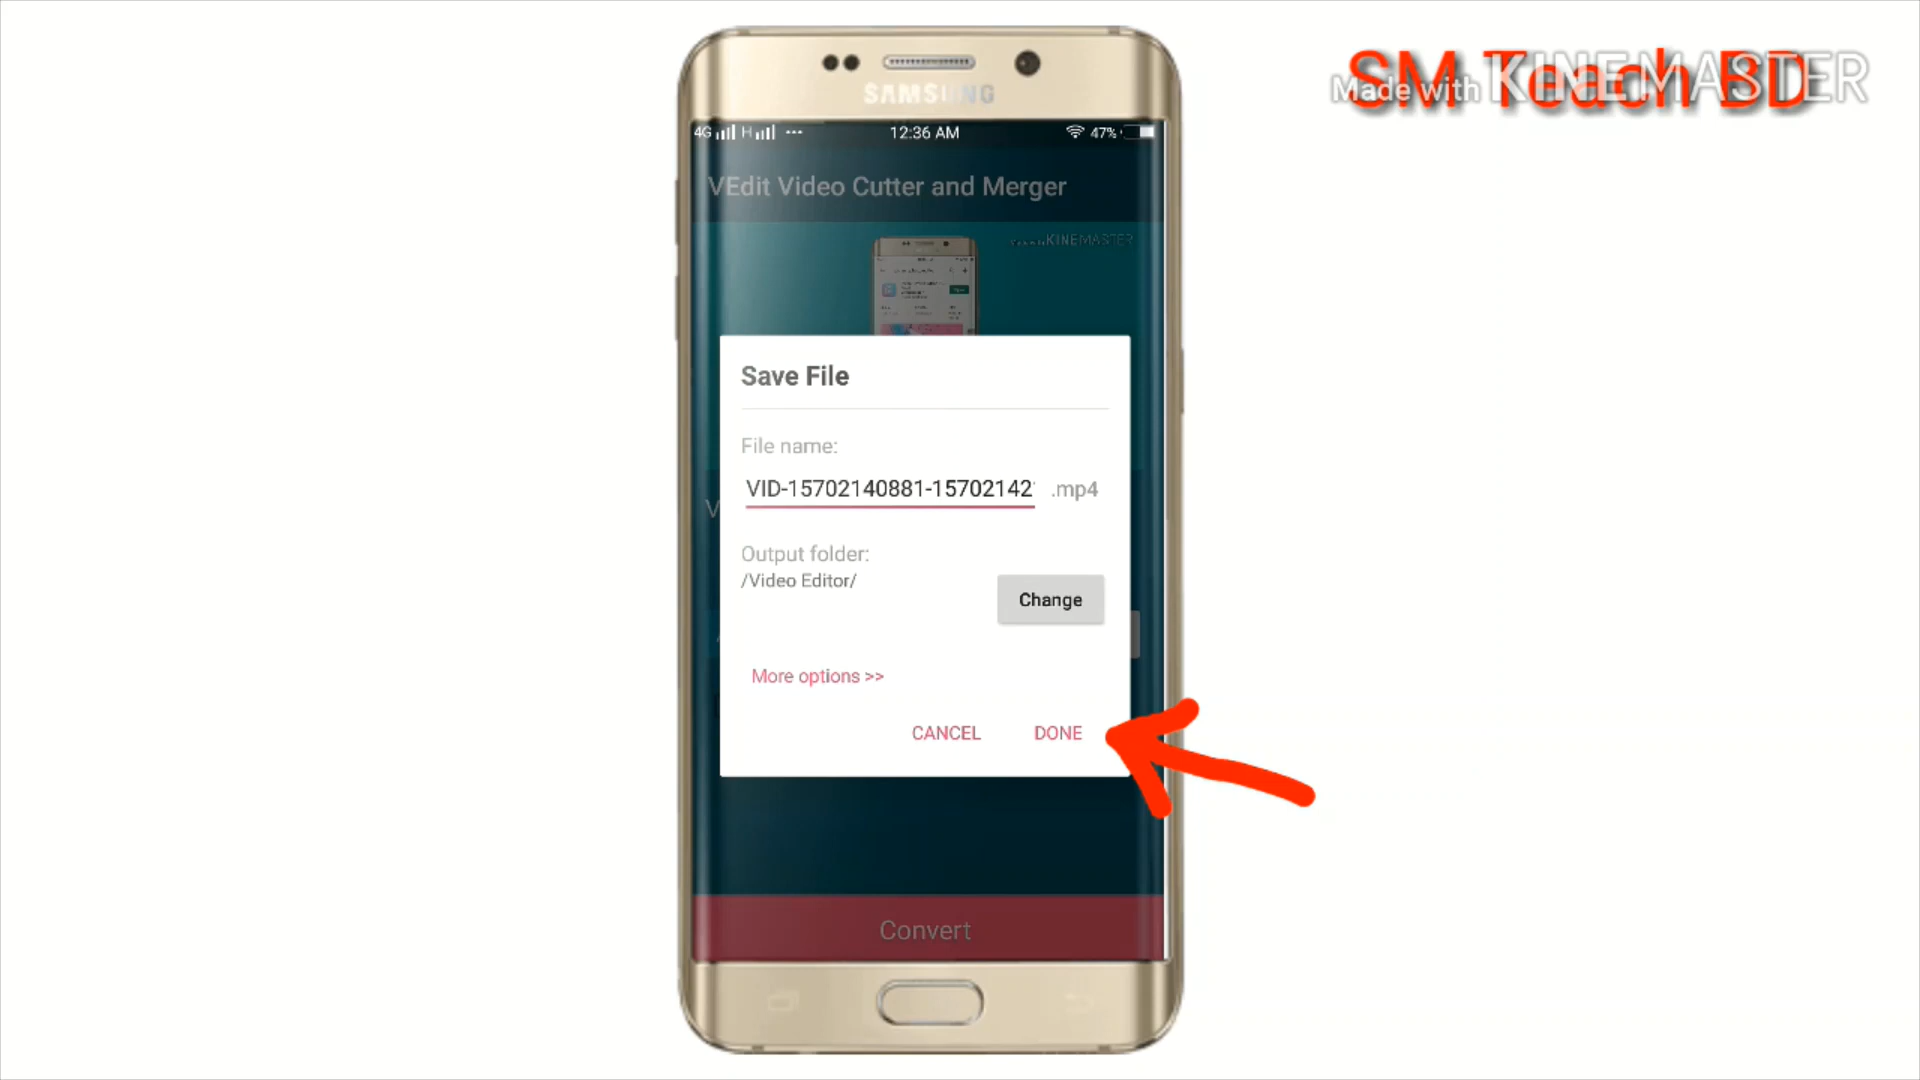 SM Teach BD
Made with KINEMASTER
SAMSUNG
4G H 12:36 AM 47%
VEdit Video Cutter and Merger
KINEMASTER
Save File
File name:
VID-15702140881-15702142 .mp4
Output folder:
/Video Editor/
Change
More options >>
CANCEL DONE
Convert